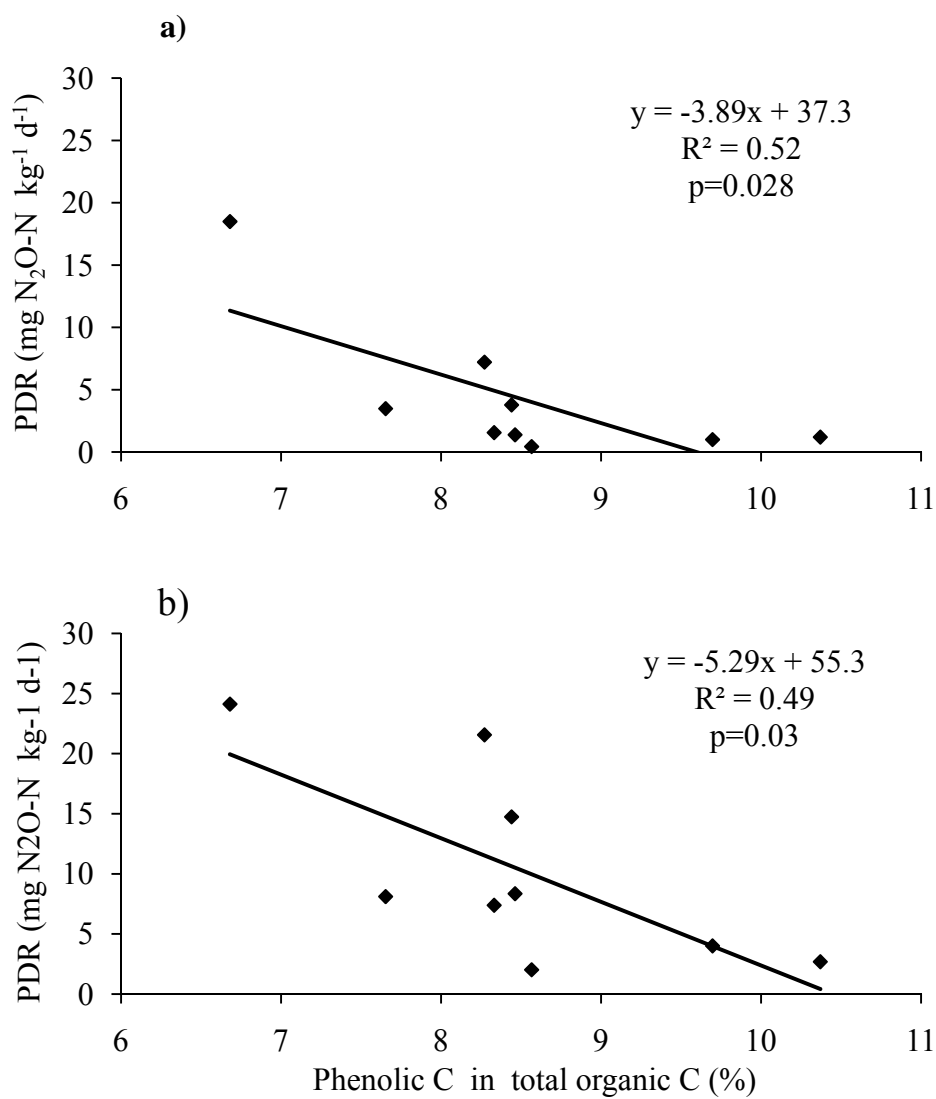 a)
30
25
20
15
10
5
0
PDR (mg N₂O-N kg⁻¹ d⁻¹)
y = -3.89x + 37.3
R² = 0.52
p=0.028
6 7 8 9 10 11
b)
30
25
20
15
10
5
0
PDR (mg N2O-N kg-1 d-1)
y = -5.29x + 55.3
R² = 0.49
p=0.03
6 7 8 9 10 11
Phenolic C in total organic C (%)